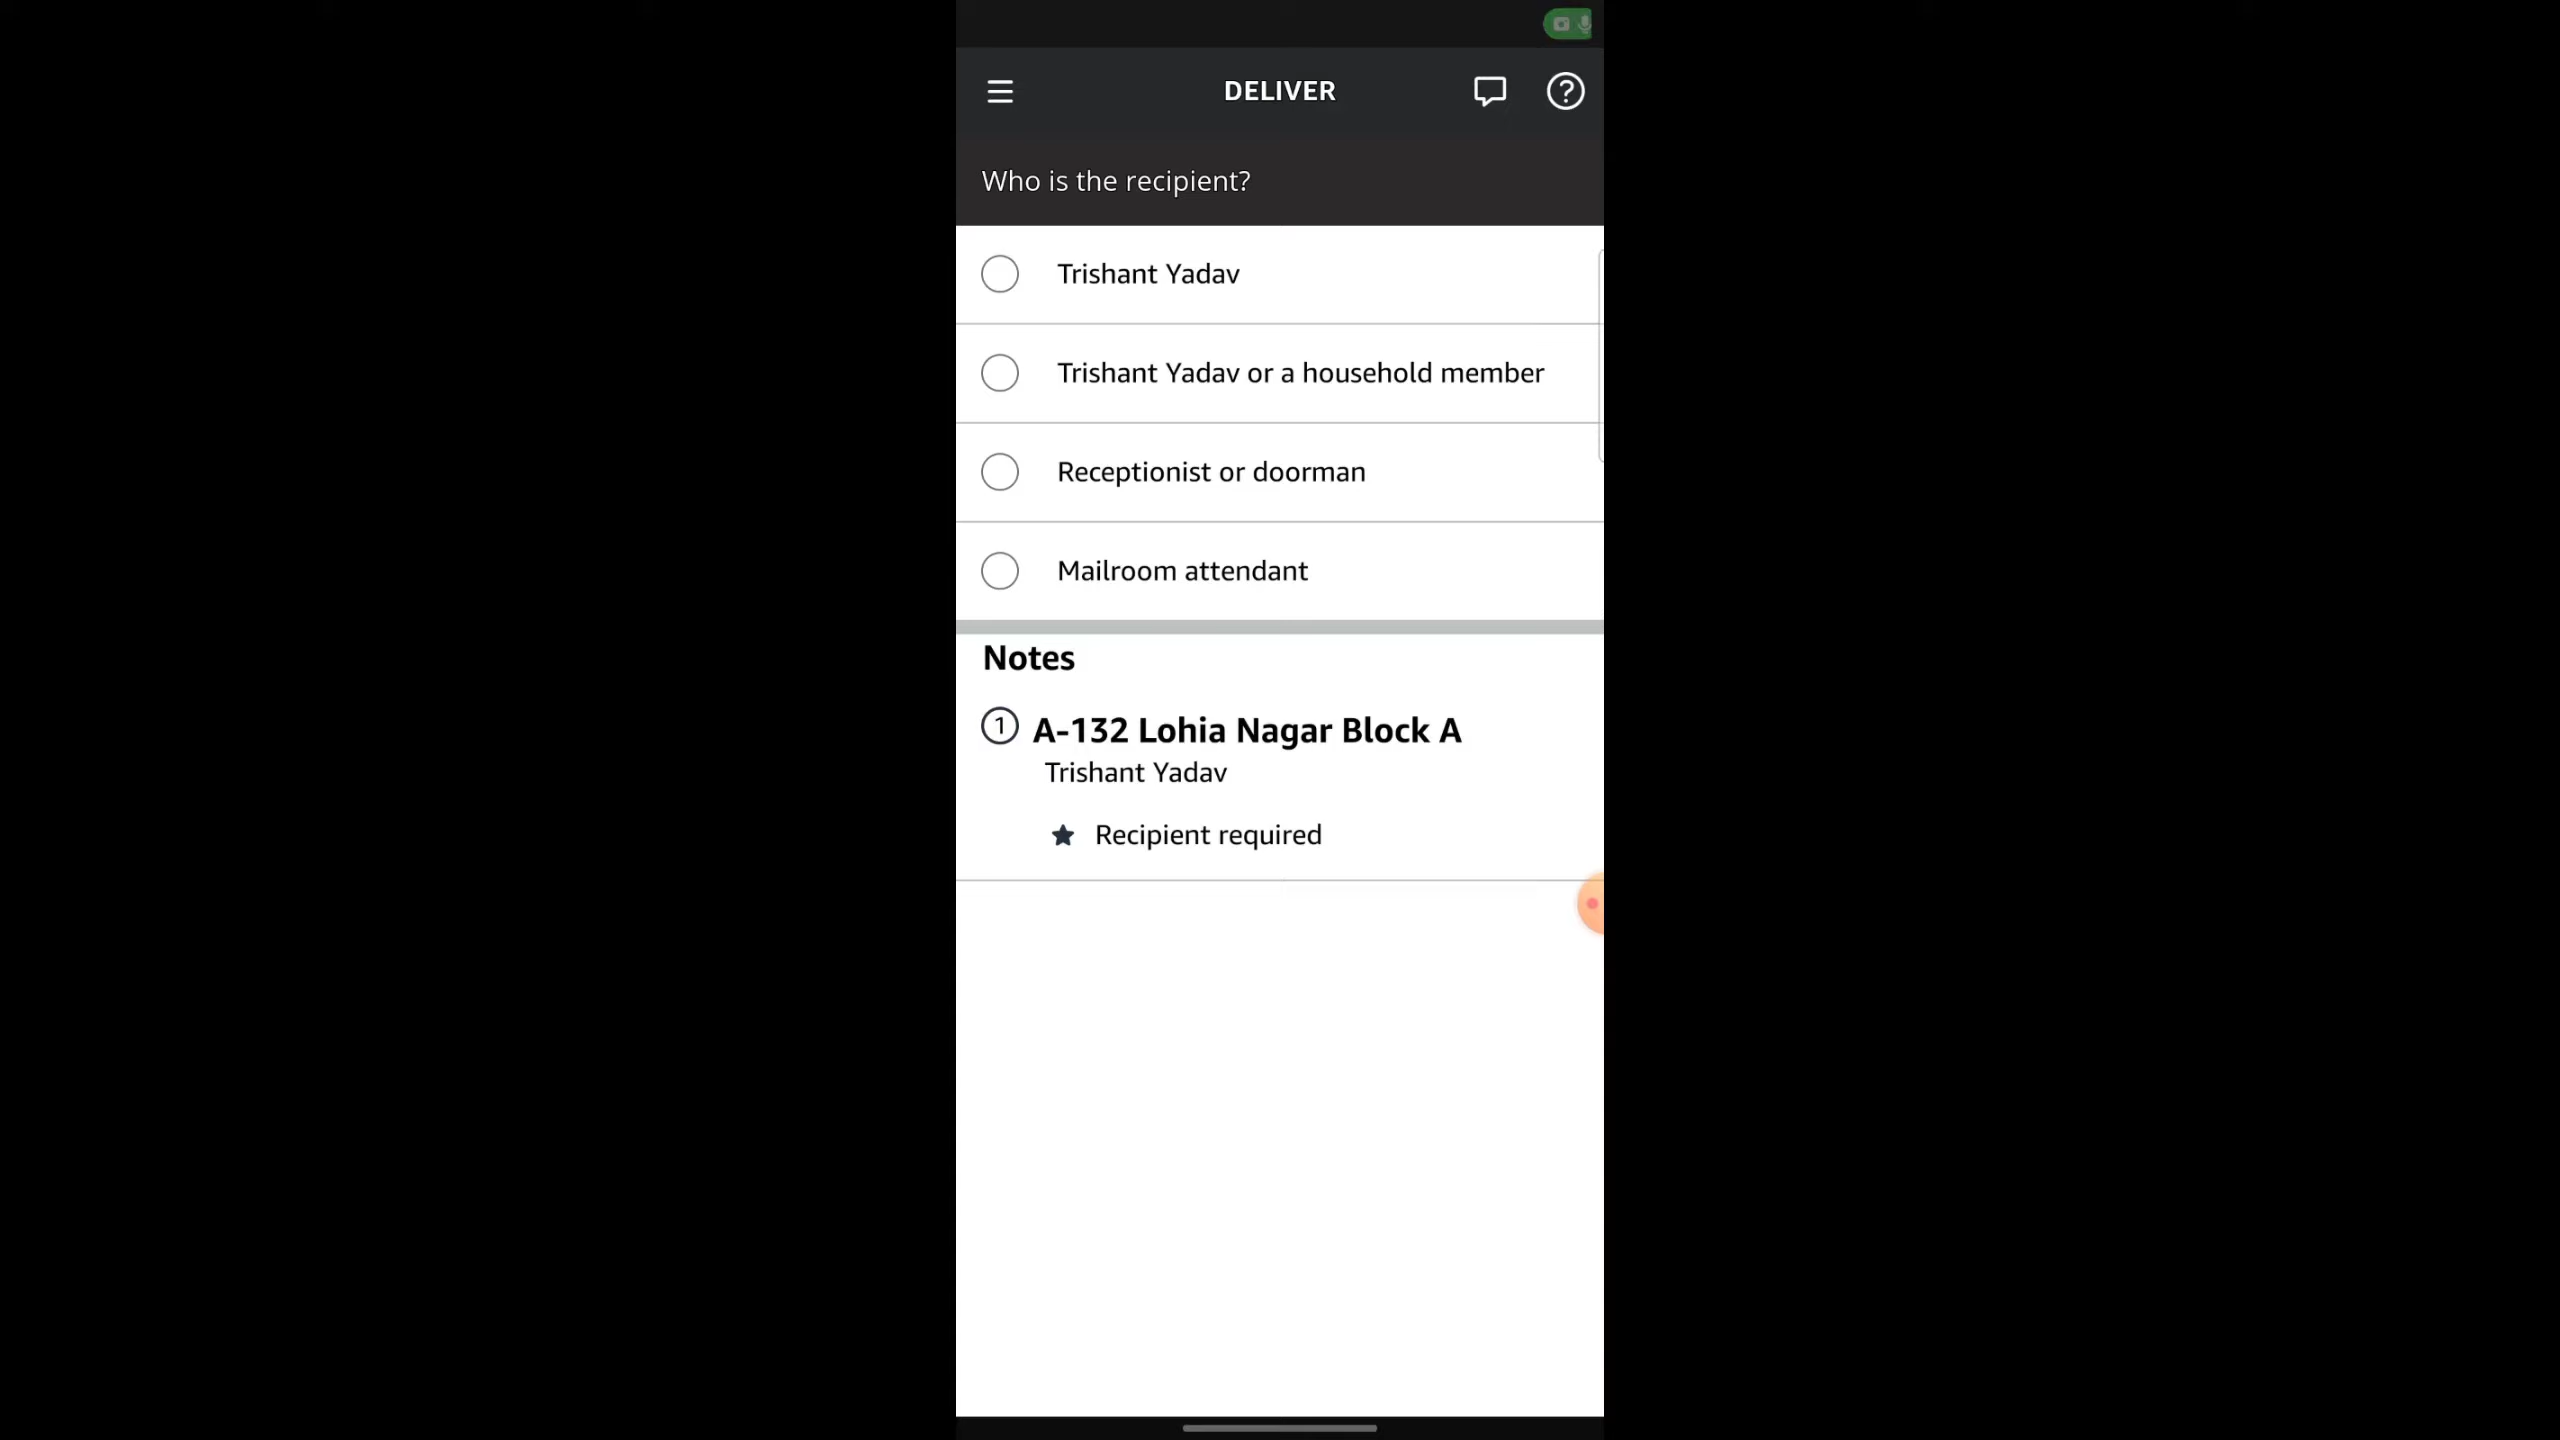 DELIVER
Who is the recipient?
Trishant Yadav
Trishant Yadav or a household member
Receptionist or doorman
Mailroom attendant
Notes
1 A-132 Lohia Nagar Block A
Trishant Yadav
Recipient required